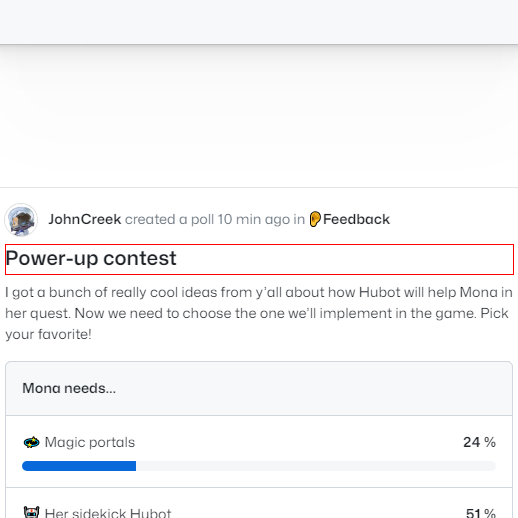 JohnCreek created a poll 10 min ago in Feedback
Power-up contest
I got a bunch of really cool ideas from y'all about how Hubot will help Mona in
her quest. Now we need to choose the one we'll implement in the game. Pick
your favorite!
Mona needs...
Magic portals 24 %
Her sidekick Hubot 51 %